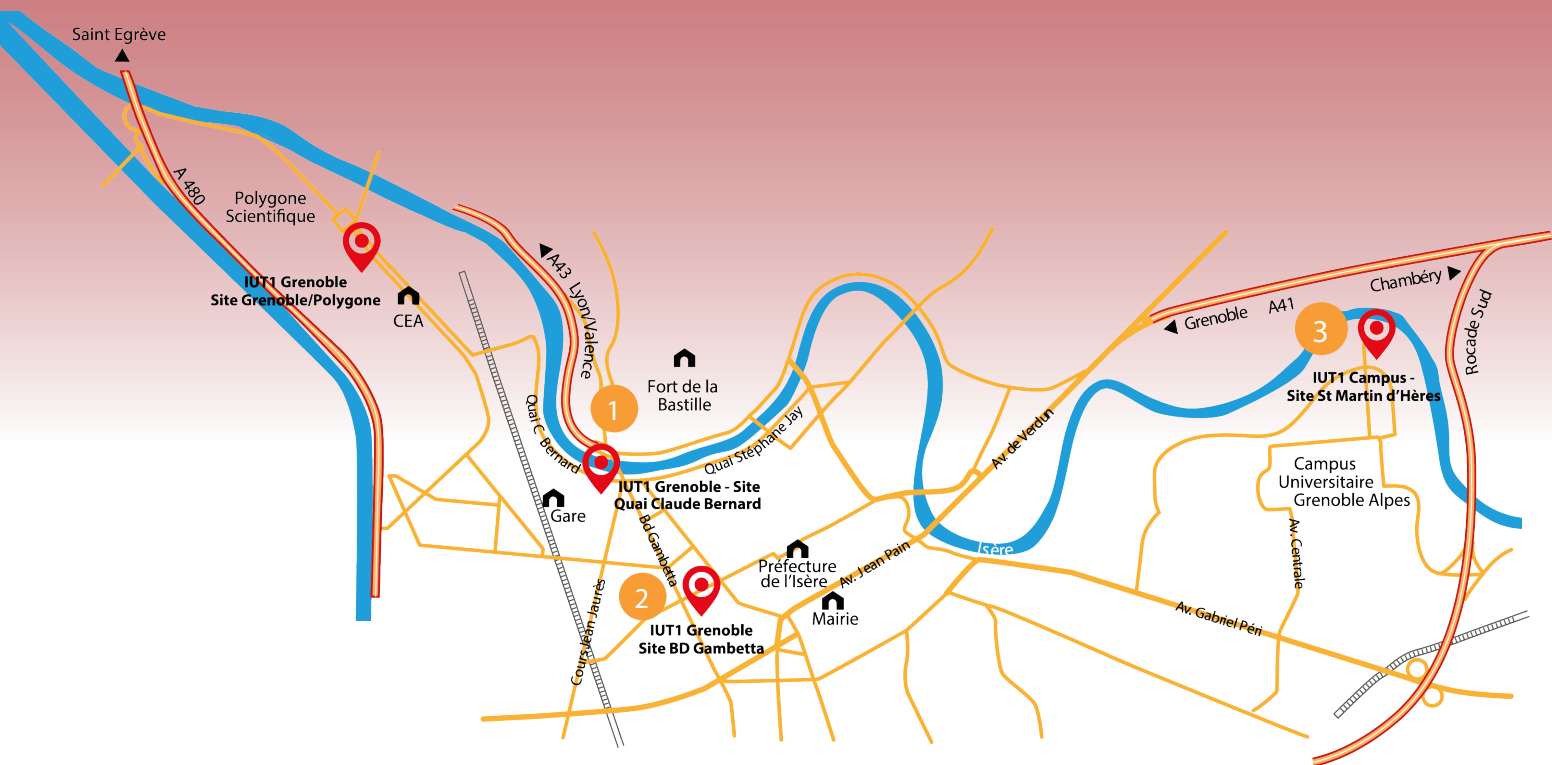 Saint Egrève
A 480
Polygone
Scientifique
IUT1 Grenoble
Site Grenoble/Polygone
CEA
A43 Lyon/Valence
Fort de la
Bastille
1
Quai C Bernard
Quai Stéphane Jay
IUT1 Grenoble - Site
Quai Claude Bernard
Gare
Bd Gambetta
Préfecture
de l'Isère
Av. Jean Pain
Mairie
2
IUT1 Grenoble
Site BD Gambetta
Cours Jean Jaurès
Av. de Verdun
Isère
Grenoble
A41
Chambéry
Rocade Sud
3
IUT1 Campus -
Site St Martin d'Hères
Campus
Universitaire
Grenoble Alpes
Av. Centrale
Av. Gabriel Péri